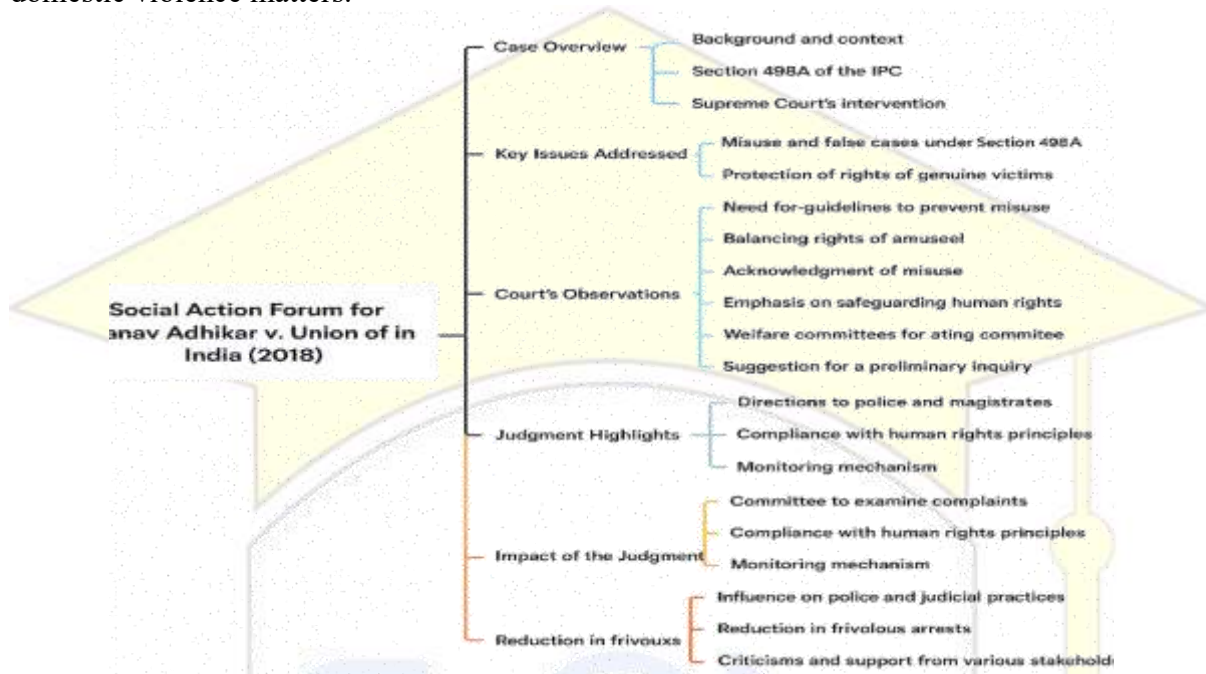 domestic violence matters.
Case Overview
Background and context
Section 498A of the IPC
Supreme Court's intervention
Key Issues Addressed
Misuse and false cases under Section 498A
Protection of rights of genuine victims
Social Action Forum for
anav Adhikar v. Union of in
India (2018)
Court's Observations
Need for-guidelines to prevent misuse
Balancing rights of amuseel
Acknowledgment of misuse
Emphasis on safeguarding human rights
Welfare committees for ating commitee
Suggestion for a preliminary inquiry
Judgment Highlights
Directions to police and magistrates
Compliance with human rights principles
Monitoring mechanism
Impact of the Judgment
Committee to examine complaints
Compliance with human rights principles
Monitoring mechanism
Reduction in frivouxs
Influence on police and judicial practices
Reduction in frivolous arrests
Criticisms and support from various stakehold